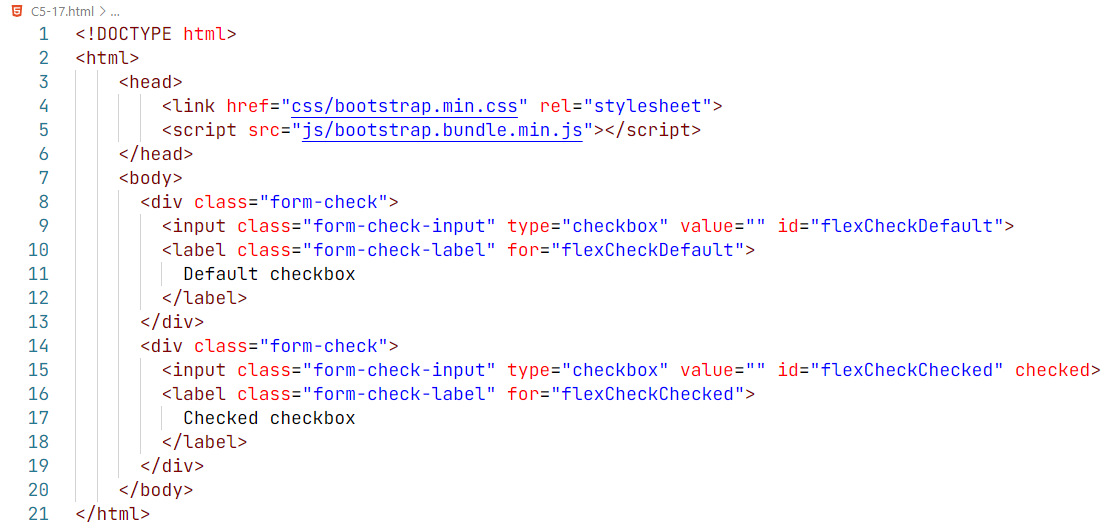 C5-17.html > ...
1 <!DOCTYPE html>
2 <html>
3 <head>
4 <link href="css/bootstrap.min.css" rel="stylesheet">
5 <script src="js/bootstrap.bundle.min.js"></script>
6 </head>
7 <body>
8 <div class="form-check">
9 <input class="form-check-input" type="checkbox" value="" id="flexCheckDefault">
10 <label class="form-check-label" for="flexCheckDefault">
11 Default checkbox
12 </label>
13 </div>
14 <div class="form-check">
15 <input class="form-check-input" type="checkbox" value="" id="flexCheckChecked" checked>
16 <label class="form-check-label" for="flexCheckChecked">
17 Checked checkbox
18 </label>
19 </div>
20 </body>
21 </html>